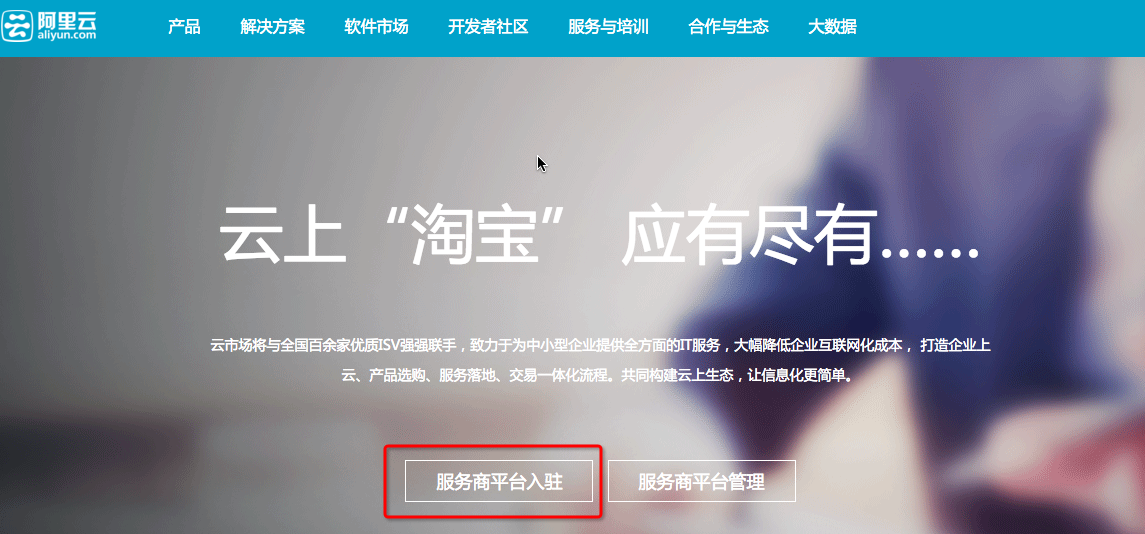 阿里云
aliyun.com
产品 解决方案 软件市场 开发者社区 服务与培训 合作与生态 大数据
云上“淘宝” 应有尽有……
云市场将与全国百余家优质ISV强强联手，致力于为中小型企业提供全方面的IT服务，大幅降低企业互联网化成本， 打造企业上
云、产品选购、服务落地、交易一体化流程。共同构建云上生态，让信息化更简单。
服务商平台入驻 服务商平台管理